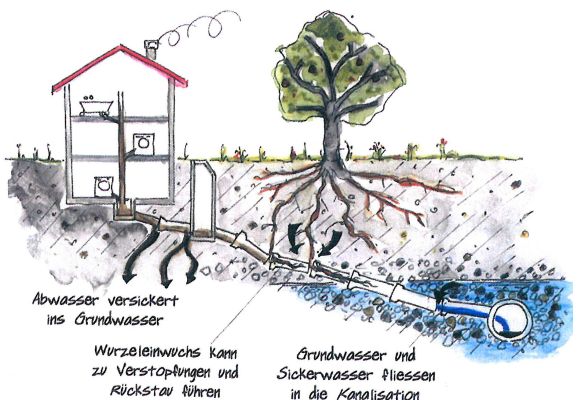 Abwasser versickert
ins Grundwasser
Wurzeleinwuchs kann
zu Verstopfungen und
Rückstau führen
Grundwasser und
Sickerwasser fliessen
in die Kanalisation